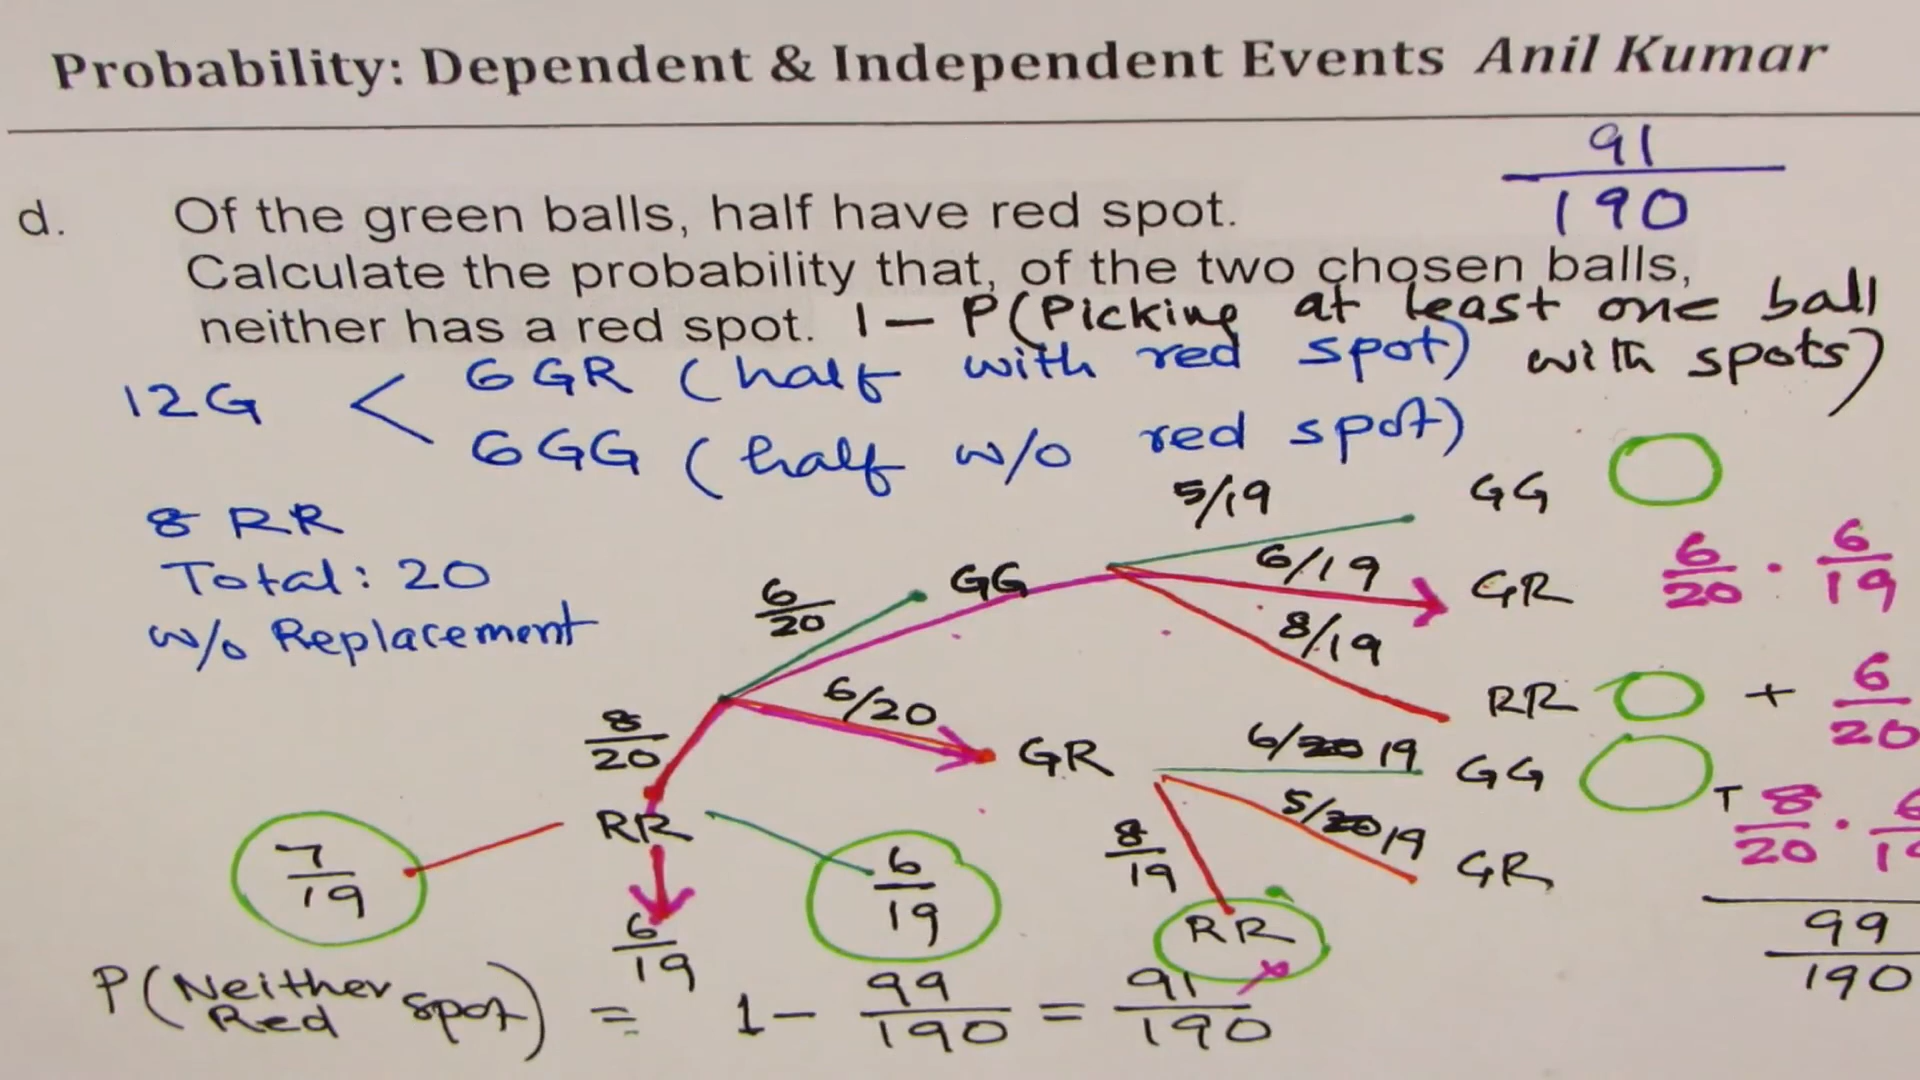 Probability: Dependent & Independent Events Anil Kumar
91
190
d. Of the green balls, half have red spot.
Calculate the probability that, of the two chosen balls,
neither has a red spot. 1 - P(Picking at least one ball
with spots)
12G < 6 GR (half with red spot)
6 GG (half w/o red spot)
8 RR
Total: 20
w/o Replacement
6/20 GG
5/19 GG
6/19 GR
8/19 RR
6/20 GR
6/20 19 GG
5/20 19 GR
8/19 RR
8/20 RR
7/19
6/19
6/19
6/20 · 6/19
+ 6/20
8/20 ·
99
190
P(Neither Red spot) = 1 - 99/190 = 91/190